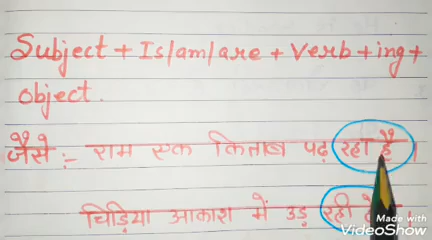 Subject + Is/am/are + Verb + ing +
object.
जैसे :- राम एक किताब पढ़ रहा है ।
चिड़िया आकाश में उड़ रही
Made with
VideoShow